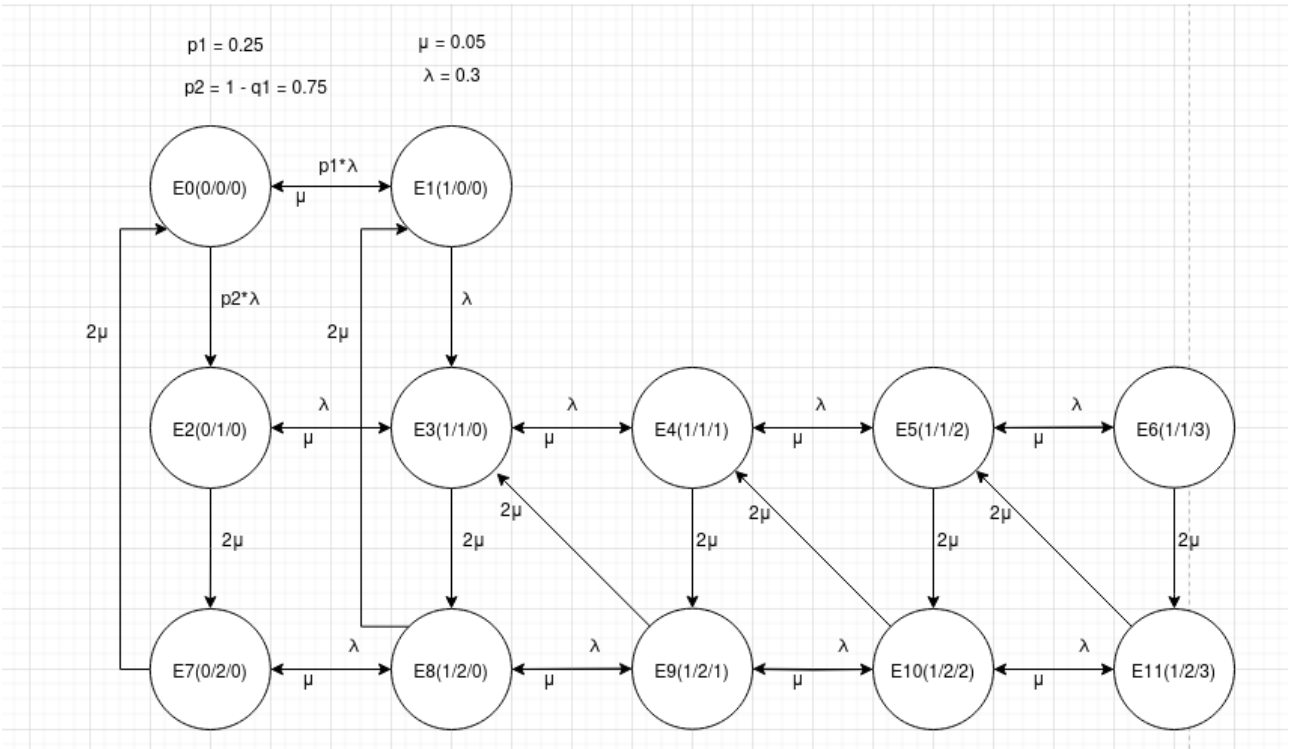 p1 = 0.25
μ = 0.05
p2 = 1 - q1 = 0.75
λ = 0.3
E0(0/0/0)
p1*λ
μ
E1(1/0/0)
2μ
p2*λ
2μ
λ
E2(0/1/0)
λ
μ
E3(1/1/0)
λ
μ
E4(1/1/1)
λ
μ
E5(1/1/2)
λ
μ
E6(1/1/3)
2μ
2μ
2μ
2μ
2μ
2μ
2μ
2μ
E7(0/2/0)
λ
μ
E8(1/2/0)
λ
μ
E9(1/2/1)
λ
μ
E10(1/2/2)
λ
μ
E11(1/2/3)